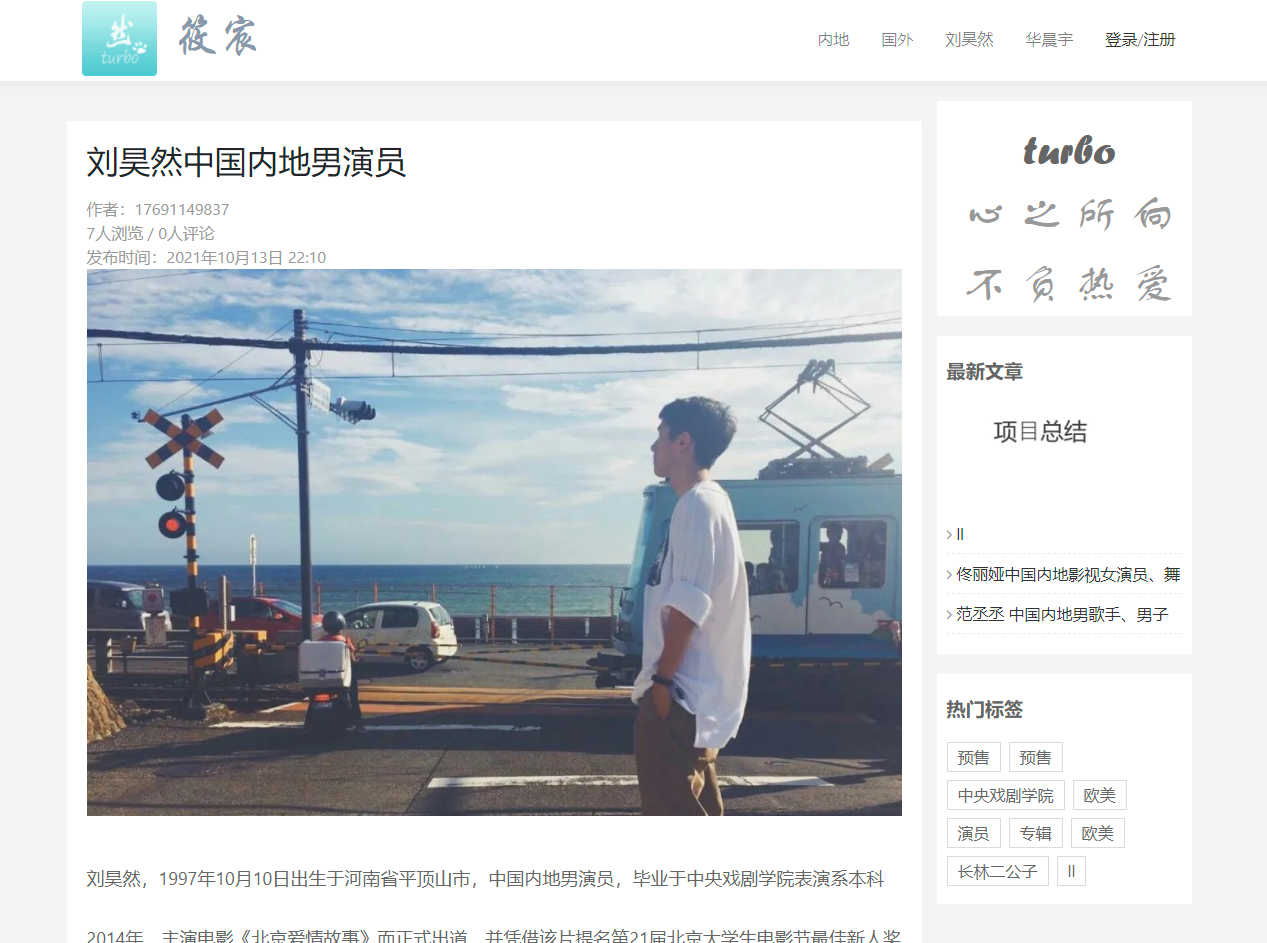 然
turbo
筱宸
内地
国外
刘昊然
华晨宇
登录/注册
刘昊然中国内地男演员
作者：17691149837
7人浏览 / 0人评论
发布时间：2021年10月13日 22:10
刘昊然，1997年10月10日出生于河南省平顶山市，中国内地男演员，毕业于中央戏剧学院表演系本科
2014年，主演电影《北京爱情故事》而正式出道，并凭借该片提名第21届北京大学生电影节最佳新人奖
turbo
心之所向
不负热爱
最新文章
项目总结
ll
佟丽娅中国内地影视女演员、舞
范丞丞 中国内地男歌手、男子
热门标签
预售
预售
中央戏剧学院
欧美
演员
专辑
欧美
长林二公子
ll